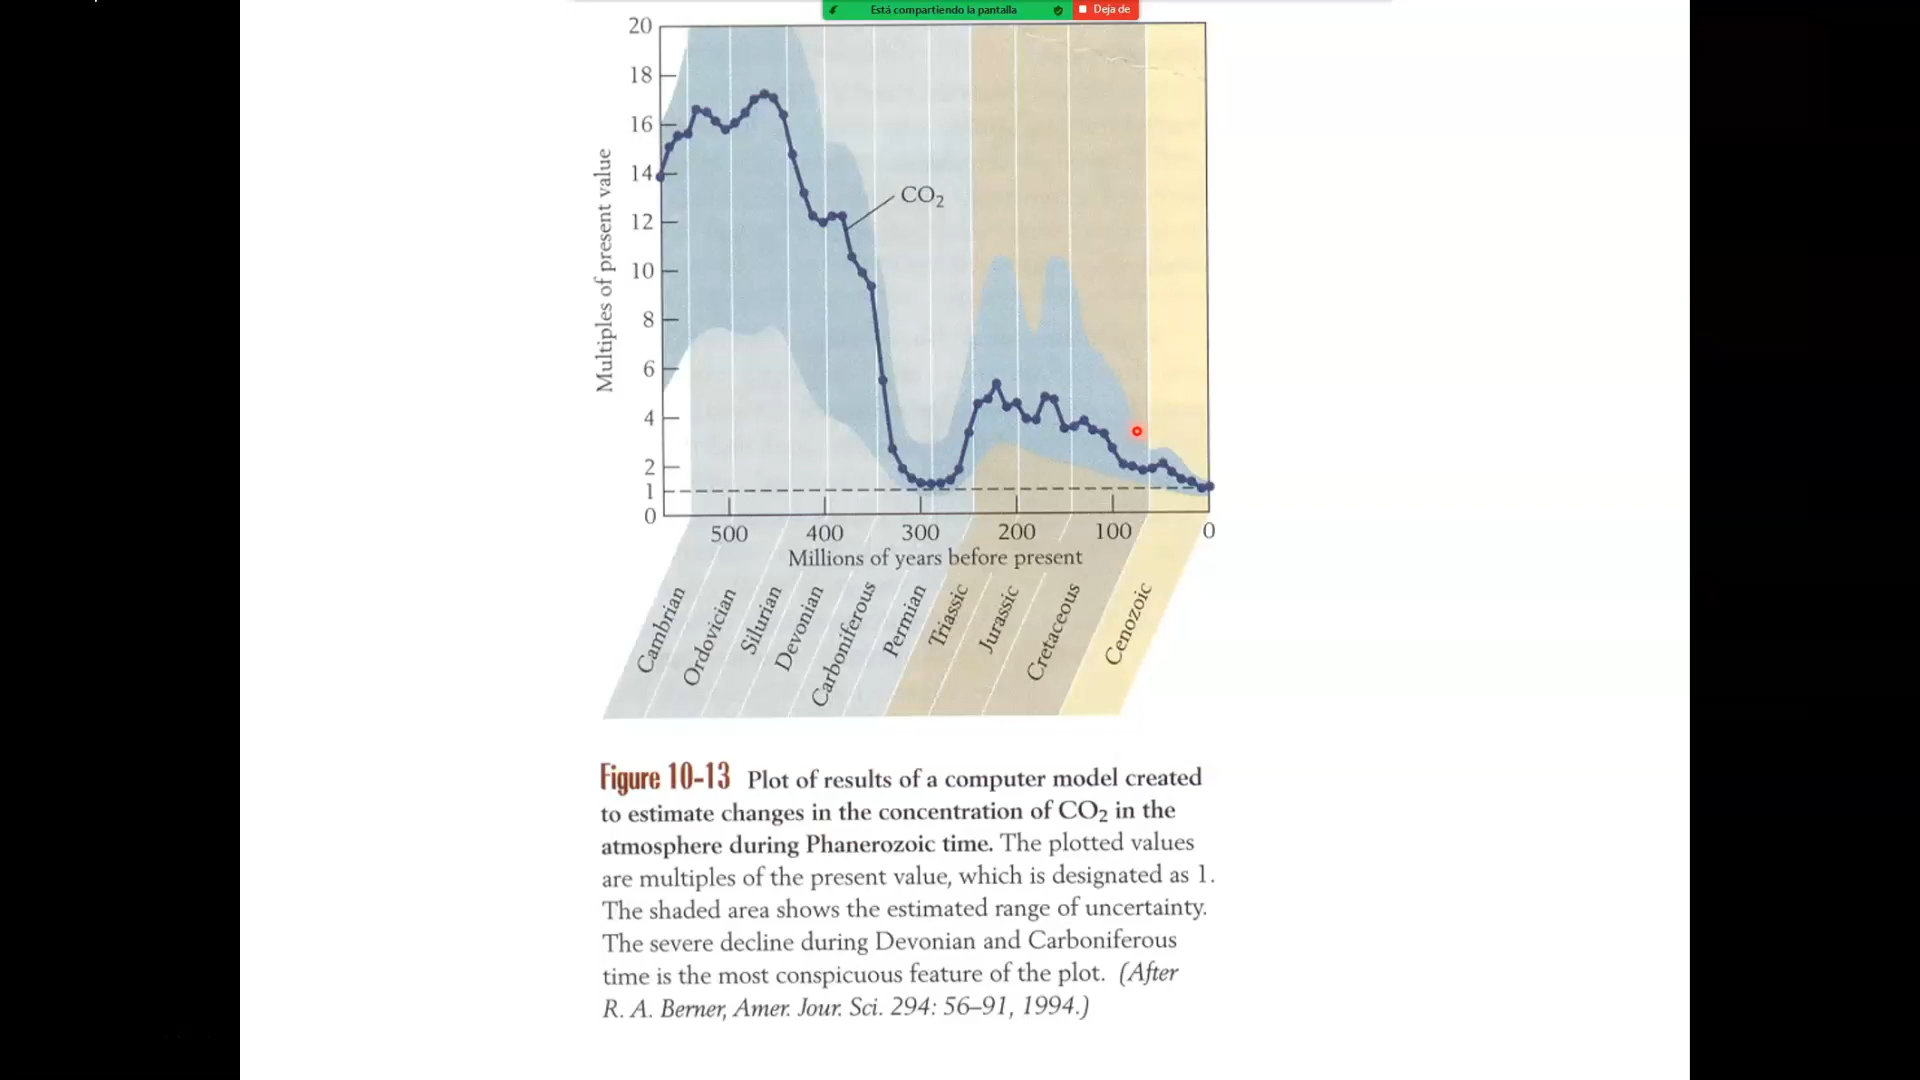 Está compartiendo la pantalla
Deja de
20
18
16
14
12
10
8
6
4
2
1
0
Multiples of present value
CO₂
500 400 300 200 100 0
Millions of years before present
Cambrian
Ordovician
Silurian
Devonian
Carboniferous
Permian
Triassic
Jurassic
Cretaceous
Cenozoic
Figure 10-13 Plot of results of a computer model created
to estimate changes in the concentration of CO₂ in the
atmosphere during Phanerozoic time. The plotted values
are multiples of the present value, which is designated as 1.
The shaded area shows the estimated range of uncertainty.
The severe decline during Devonian and Carboniferous
time is the most conspicuous feature of the plot. (After
R. A. Berner, Amer. Jour. Sci. 294: 56–91, 1994.)